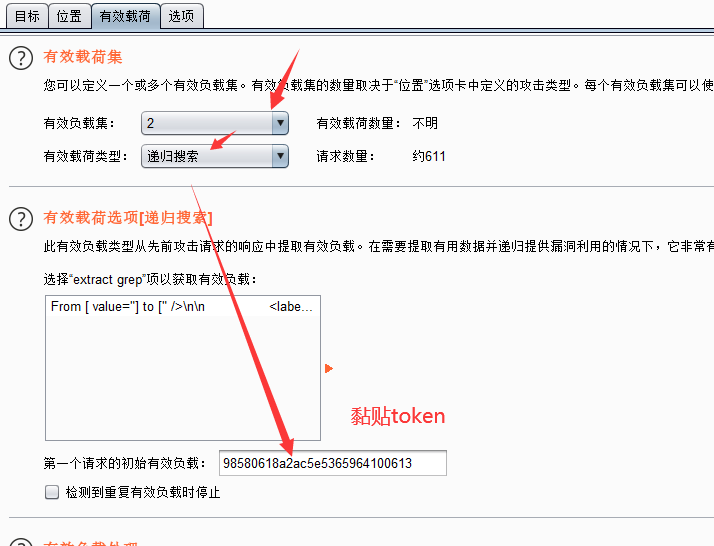 目标 位置 有效载荷 选项
? 有效载荷集
您可以定义一个或多个有效负载集。有效负载集的数量取决于“位置”选项卡中定义的攻击类型。每个有效负载集可以使
有效负载集： 2 有效载荷数量： 不明
有效载荷类型： 递归搜索 请求数量： 约611
? 有效载荷选项[递归搜索]
此有效负载类型从先前攻击请求的响应中提取有效负载。在需要提取有用数据并递归提供漏洞利用的情况下，它非常有
选择“extract grep”项以获取有效负载：
From [ value="] to [" />\n\n <labe...
黏贴token
第一个请求的初始有效负载： 98580618a2ac5e5365964100613
检测到重复有效负载时停止